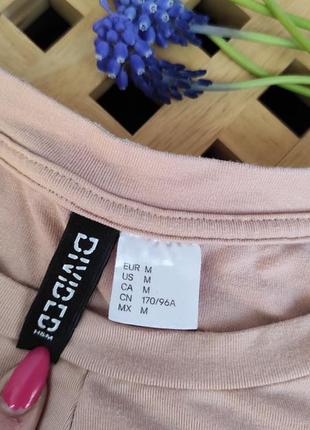 DIVIDED
H&M
EUR M
US M
CA M
CN 170/96A
MX M